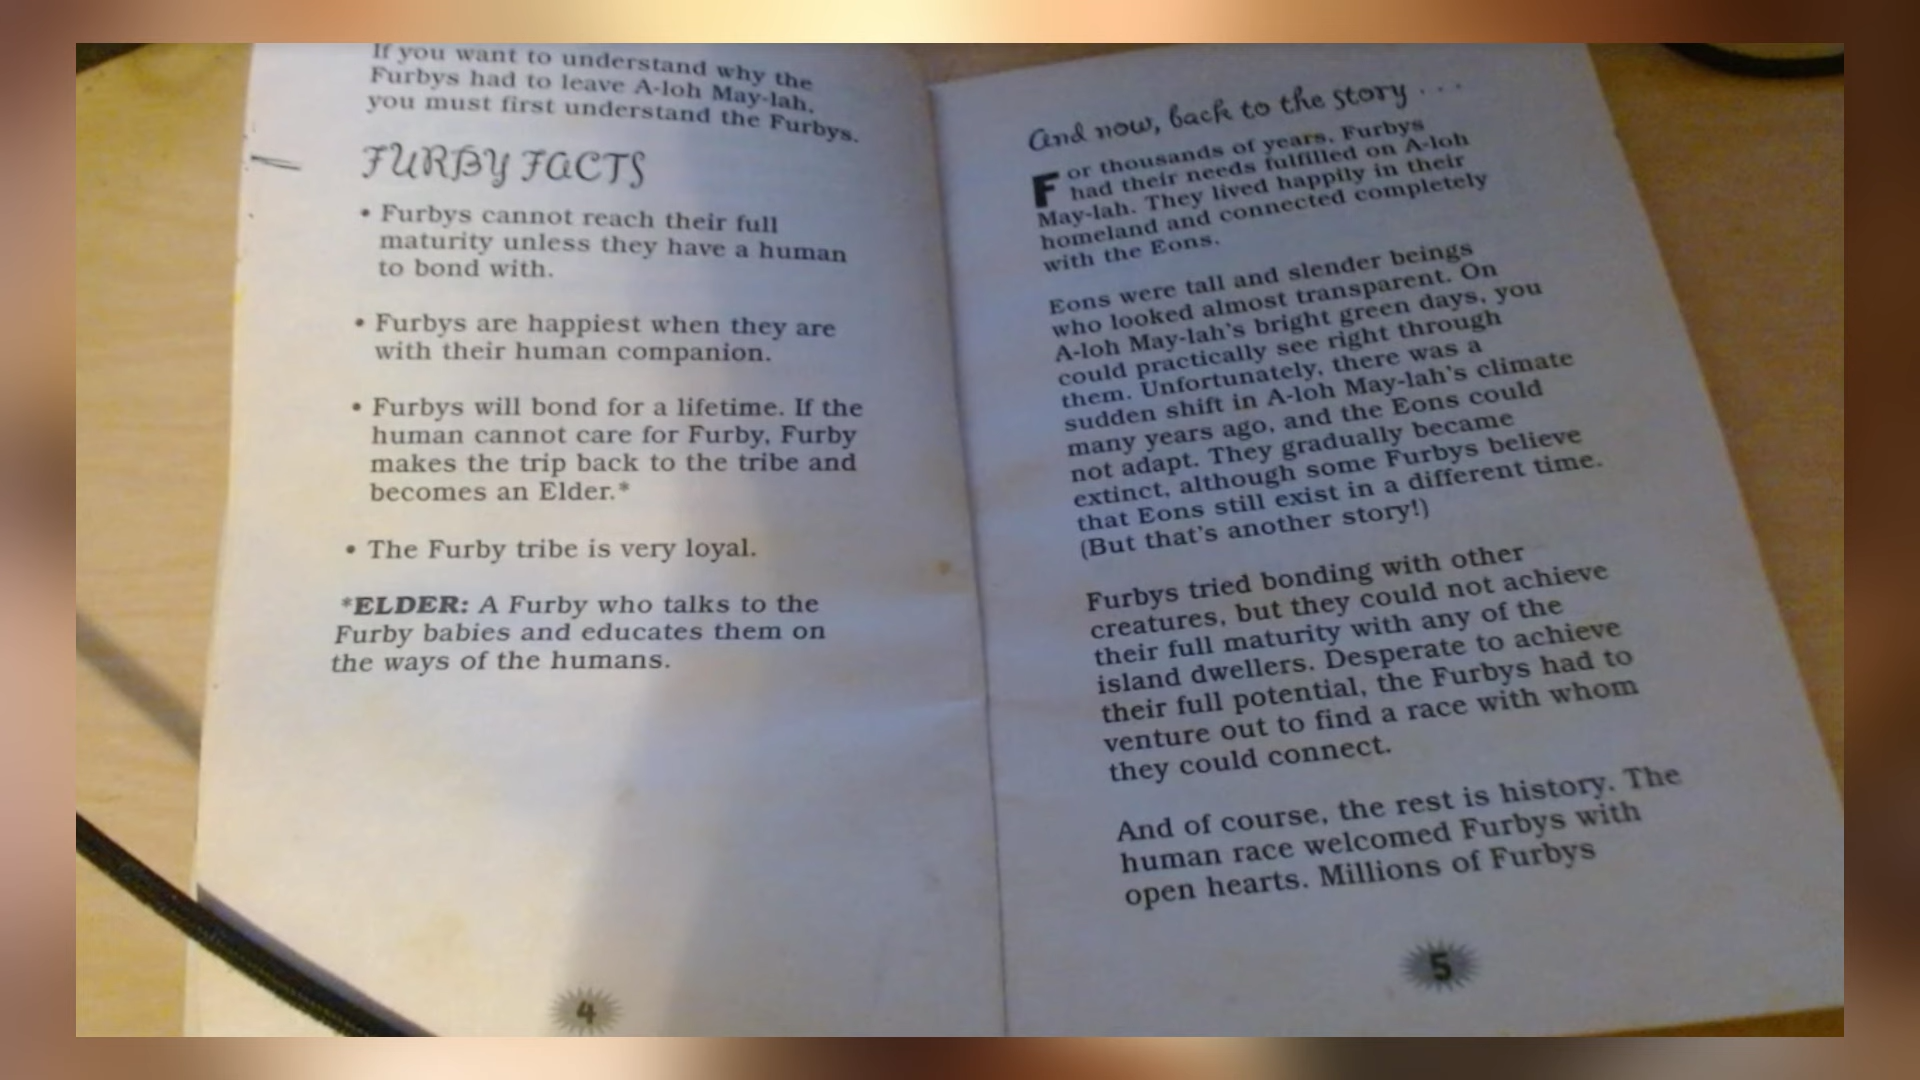 If you want to understand why the
Furbys had to leave A-loh May-lah,
you must first understand the Furbys.
FURBY FACTS
• Furbys cannot reach their full
maturity unless they have a human
to bond with.
• Furbys are happiest when they are
with their human companion.
• Furbys will bond for a lifetime. If the
human cannot care for Furby, Furby
makes the trip back to the tribe and
becomes an Elder.*
• The Furby tribe is very loyal.
*ELDER: A Furby who talks to the
Furby babies and educates them on
the ways of the humans.
4
And now, back to the story . . .
For thousands of years, Furbys
had their needs fulfilled on A-loh
May-lah. They lived happily in their
homeland and connected completely
with the Eons.
Eons were tall and slender beings
who looked almost transparent. On
A-loh May-lah's bright green days, you
could practically see right through
them. Unfortunately, there was a
sudden shift in A-loh May-lah's climate
many years ago, and the Eons could
not adapt. They gradually became
extinct, although some Furbys believe
that Eons still exist in a different time.
(But that's another story!)
Furbys tried bonding with other
creatures, but they could not achieve
their full maturity with any of the
island dwellers. Desperate to achieve
their full potential, the Furbys had to
venture out to find a race with whom
they could connect.
And of course, the rest is history. The
human race welcomed Furbys with
open hearts. Millions of Furbys
5